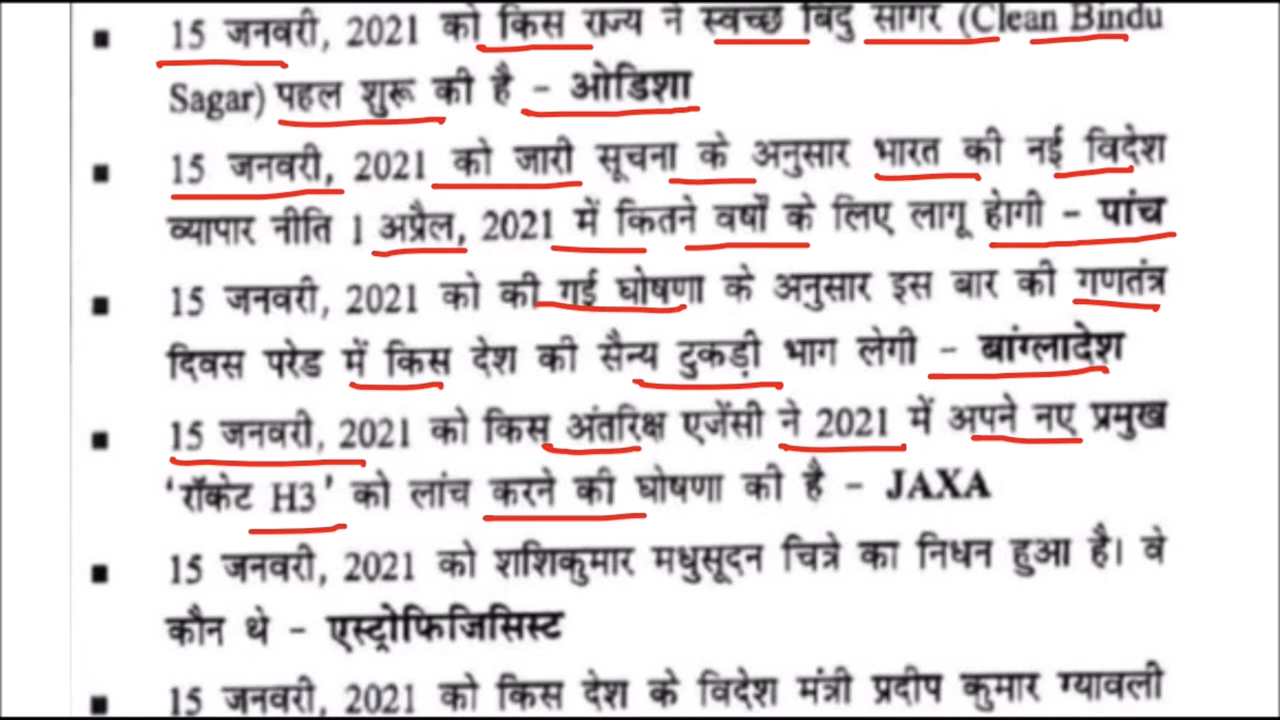 ▪ 15 जनवरी, 2021 को किस राज्य ने स्वच्छ बिंदु सागर (Clean Bindu
Sagar) पहल शुरू की है – ओडिशा
▪ 15 जनवरी, 2021 को जारी सूचना के अनुसार भारत की नई विदेश
व्यापार नीति 1 अप्रैल, 2021 में कितने वर्षों के लिए लागू हेागी – पांच
▪ 15 जनवरी, 2021 को की गई घोषणा के अनुसार इस बार की गणतंत्र
दिवस परेड में किस देश की सैन्य टुकड़ी भाग लेगी – बांग्लादेश
▪ 15 जनवरी, 2021 को किस अंतरिक्ष एजेंसी ने 2021 में अपने नए प्रमुख
‘रॉकेट H3’ को लांच करने की घोषणा की है – JAXA
▪ 15 जनवरी, 2021 को शशिकुमार मधुसूदन चित्रे का निधन हुआ है। वे
कौन थे – एस्ट्रोफिजिसिस्ट
▪ 15 जनवरी, 2021 को किस देश के विदेश मंत्री प्रदीप कुमार ग्यावली